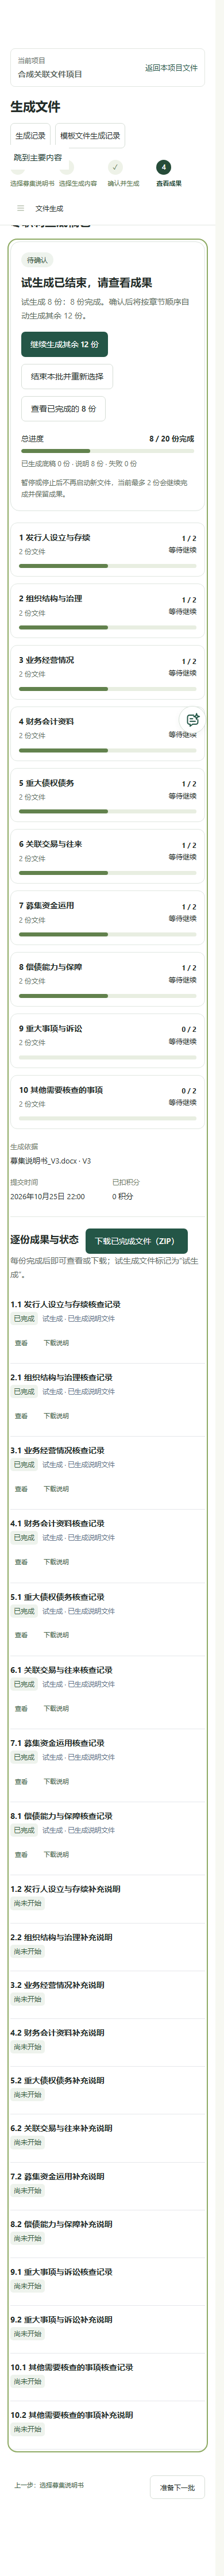 当前项目
合成关联文件项目
返回本项目文件
生成文件
生成记录
模板文件生成记录
跳到主要内容
✓
4
选择募集说明书
选择生成内容
确认并生成
查看成果
文件生成
待确认
试生成已结束，请查看成果
试生成 8 份：8 份完成。确认后将按章节顺序自动生成其余 12 份。
继续生成其余 12 份
结束本批并重新选择
查看已完成的 8 份
总进度
8 / 20 份完成
已生成底稿 0 份 · 说明 8 份 · 失败 0 份
暂停或停止后不再启动新文件，当前最多 2 份会继续完成并保留成果。
1 发行人设立与存续
1 / 2
2 份文件
等待继续
2 组织结构与治理
1 / 2
2 份文件
等待继续
3 业务经营情况
1 / 2
2 份文件
等待继续
4 财务会计资料
1 / 2
2 份文件
等待继续
5 重大债权债务
1 / 2
2 份文件
等待继续
6 关联交易与往来
1 / 2
2 份文件
等待继续
7 募集资金运用
1 / 2
2 份文件
等待继续
8 偿债能力与保障
1 / 2
2 份文件
等待继续
9 重大事项与诉讼
0 / 2
2 份文件
等待继续
10 其他需要核查的事项
0 / 2
2 份文件
等待继续
生成依据
募集说明书_V3.docx · V3
提交时间
已扣积分
2026年10月25日 22:00
0 积分
逐份成果与状态
下载已完成文件（ZIP）
每份完成后即可查看或下载；试生成文件标记为“试生成”。
1.1 发行人设立与存续核查记录
已完成
试生成 · 已生成说明文件
查看
下载说明
2.1 组织结构与治理核查记录
已完成
试生成 · 已生成说明文件
查看
下载说明
3.1 业务经营情况核查记录
已完成
试生成 · 已生成说明文件
查看
下载说明
4.1 财务会计资料核查记录
已完成
试生成 · 已生成说明文件
查看
下载说明
5.1 重大债权债务核查记录
已完成
试生成 · 已生成说明文件
查看
下载说明
6.1 关联交易与往来核查记录
已完成
试生成 · 已生成说明文件
查看
下载说明
7.1 募集资金运用核查记录
已完成
试生成 · 已生成说明文件
查看
下载说明
8.1 偿债能力与保障核查记录
已完成
试生成 · 已生成说明文件
查看
下载说明
1.2 发行人设立与存续补充说明
尚未开始
2.2 组织结构与治理补充说明
尚未开始
3.2 业务经营情况补充说明
尚未开始
4.2 财务会计资料补充说明
尚未开始
5.2 重大债权债务补充说明
尚未开始
6.2 关联交易与往来补充说明
尚未开始
7.2 募集资金运用补充说明
尚未开始
8.2 偿债能力与保障补充说明
尚未开始
9.1 重大事项与诉讼核查记录
尚未开始
9.2 重大事项与诉讼补充说明
尚未开始
10.1 其他需要核查的事项核查记录
尚未开始
10.2 其他需要核查的事项补充说明
尚未开始
上一步：选择募集说明书
准备下一批